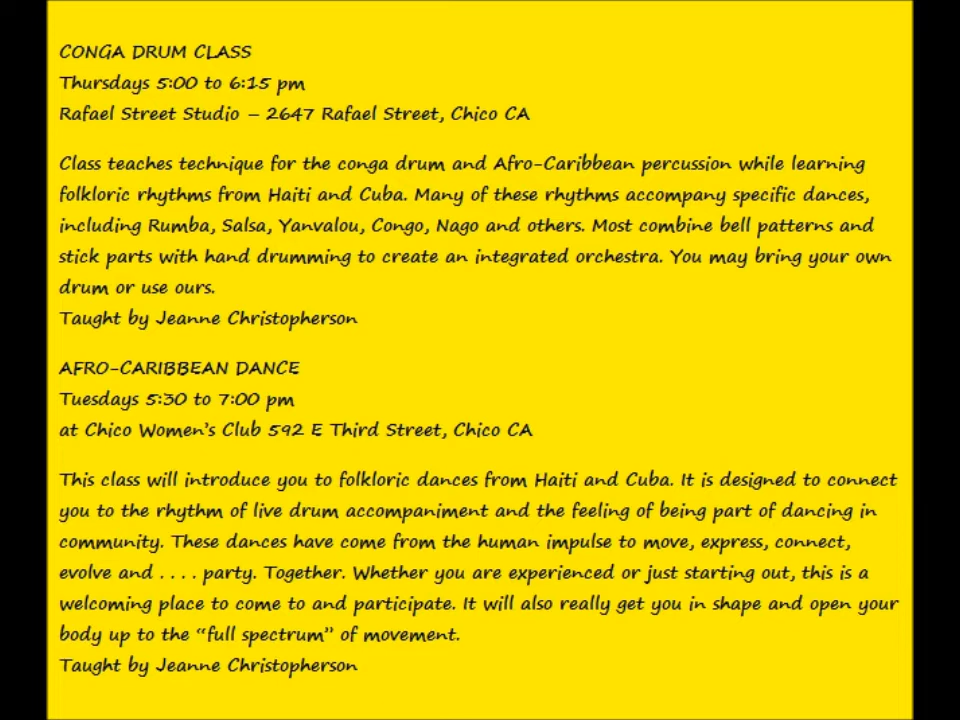 CONGA DRUM CLASS
Thursdays 5:00 to 6:15 pm
Rafael Street Studio – 2647 Rafael Street, Chico CA
Class teaches technique for the conga drum and Afro-Caribbean percussion while learning
folkloric rhythms from Haiti and Cuba. Many of these rhythms accompany specific dances,
including Rumba, Salsa, Yanvalou, Congo, Nago and others. Most combine bell patterns and
stick parts with hand drumming to create an integrated orchestra. You may bring your own
drum or use ours.
Taught by Jeanne Christopherson
AFRO-CARIBBEAN DANCE
Tuesdays 5:30 to 7:00 pm
at Chico Women's Club 592 E Third Street, Chico CA
This class will introduce you to folkloric dances from Haiti and Cuba. It is designed to connect
you to the rhythm of live drum accompaniment and the feeling of being part of dancing in
community. These dances have come from the human impulse to move, express, connect,
evolve and . . . . party. Together. Whether you are experienced or just starting out, this is a
welcoming place to come to and participate. It will also really get you in shape and open your
body up to the “full spectrum” of movement.
Taught by Jeanne Christopherson